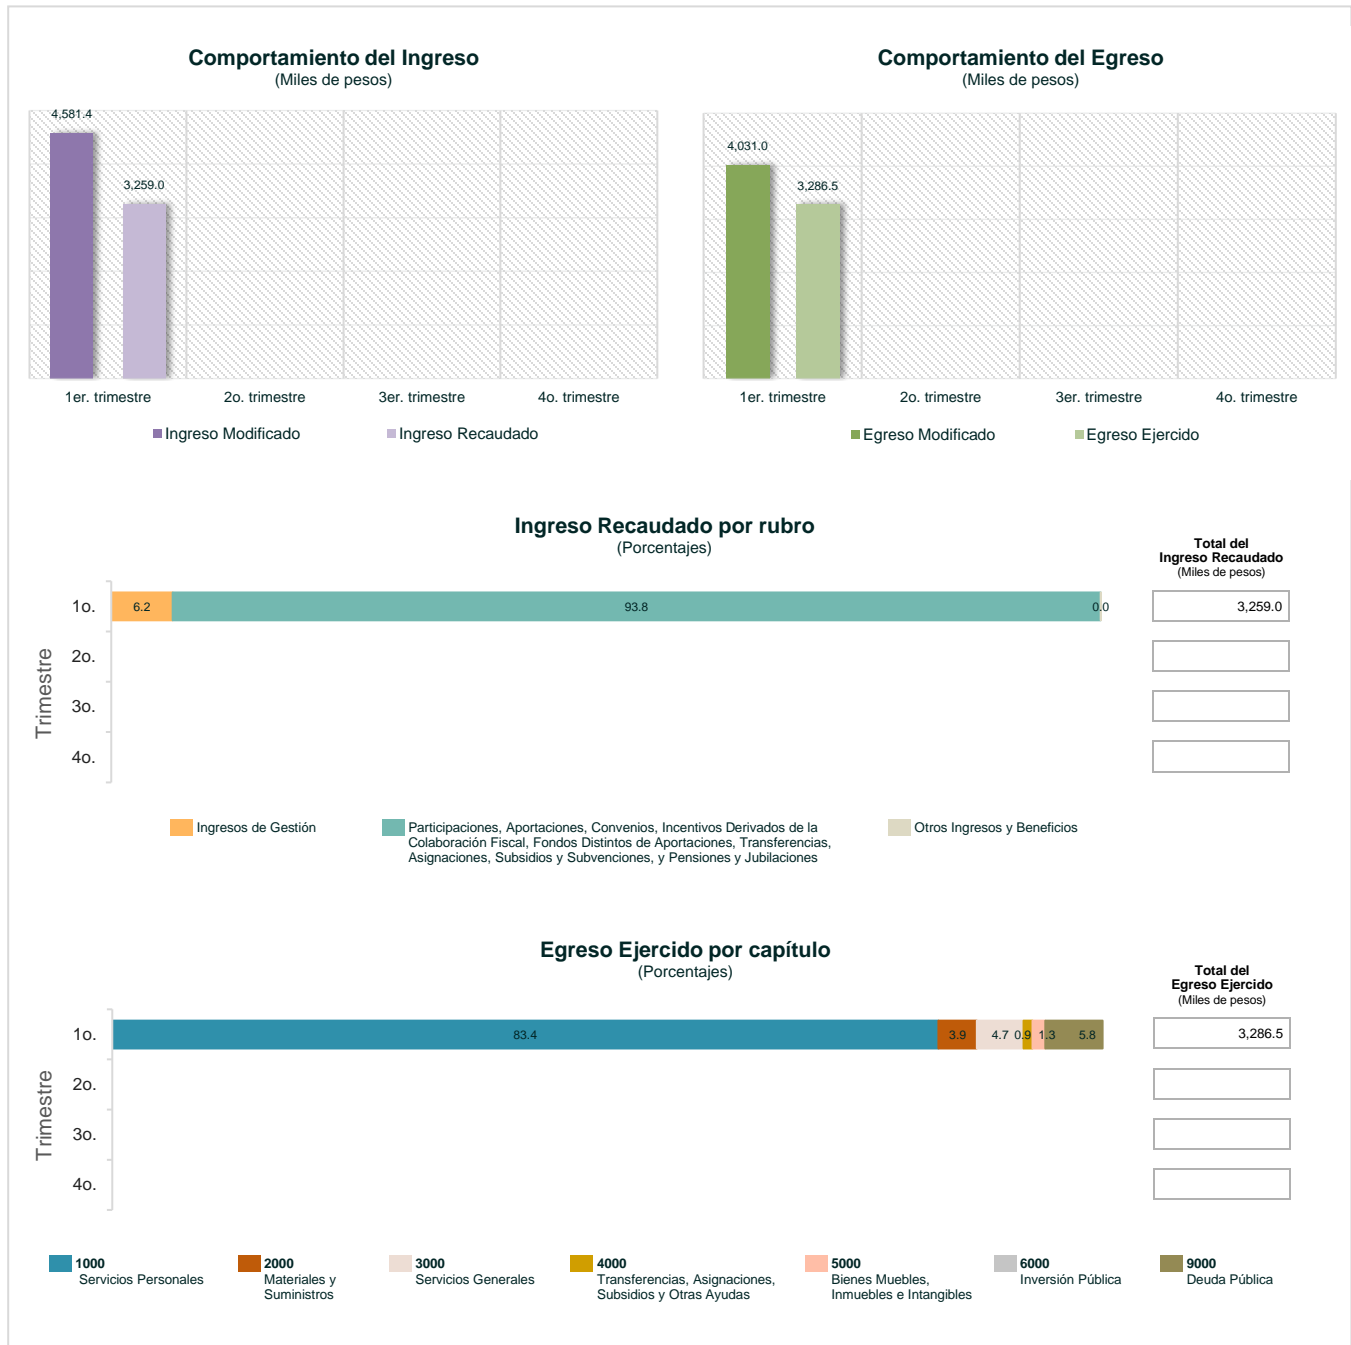 Comportamiento del Ingreso
(Miles de pesos)
4,581.4
3,259.0
1er. trimestre 2o. trimestre 3er. trimestre 4o. trimestre
Ingreso Modificado Ingreso Recaudado
Comportamiento del Egreso
(Miles de pesos)
4,031.0
3,286.5
1er. trimestre 2o. trimestre 3er. trimestre 4o. trimestre
Egreso Modificado Egreso Ejercido
Ingreso Recaudado por rubro
(Porcentajes)
Total del
Ingreso Recaudado
(Miles de pesos)
Trimestre
1o. 6.2 93.8 0.0 3,259.0
2o.
3o.
4o.
Ingresos de Gestión
Participaciones, Aportaciones, Convenios, Incentivos Derivados de la
Colaboración Fiscal, Fondos Distintos de Aportaciones, Transferencias,
Asignaciones, Subsidios y Subvenciones, y Pensiones y Jubilaciones
Otros Ingresos y Beneficios
Egreso Ejercido por capítulo
(Porcentajes)
Total del
Egreso Ejercido
(Miles de pesos)
Trimestre
1o. 83.4 3.9 4.7 0.9 1.3 5.8 3,286.5
2o.
3o.
4o.
1000
Servicios Personales
2000
Materiales y
Suministros
3000
Servicios Generales
4000
Transferencias, Asignaciones,
Subsidios y Otras Ayudas
5000
Bienes Muebles,
Inmuebles e Intangibles
6000
Inversión Pública
9000
Deuda Pública